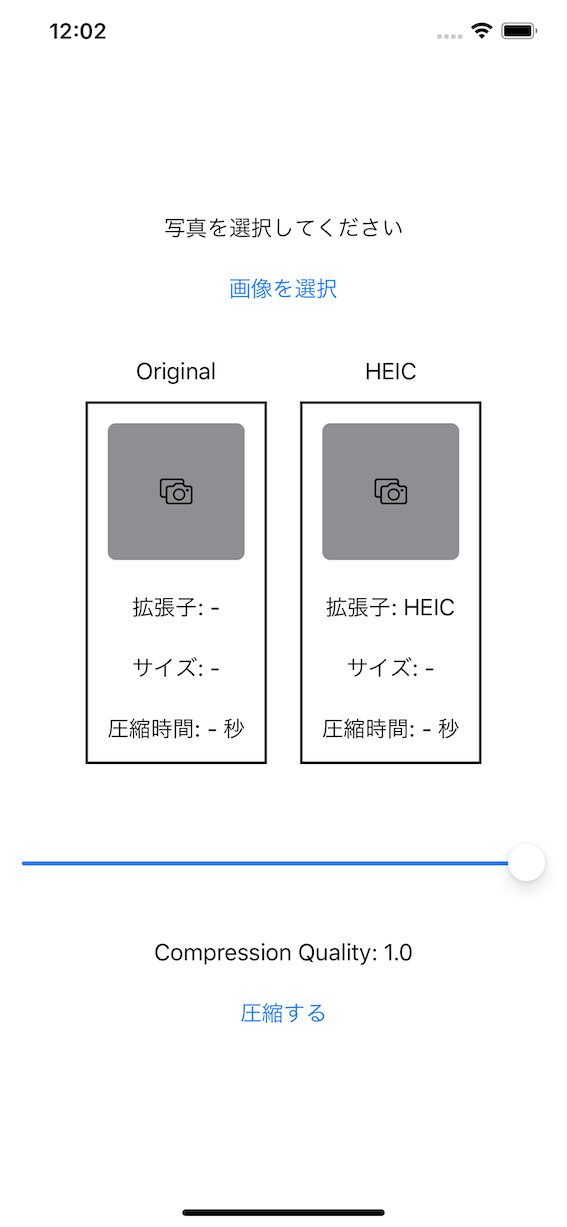 12:02
写真を選択してください
画像を選択
Original
HEIC
拡張子: -
拡張子: HEIC
サイズ: -
サイズ: -
圧縮時間: - 秒
圧縮時間: - 秒
Compression Quality: 1.0
圧縮する